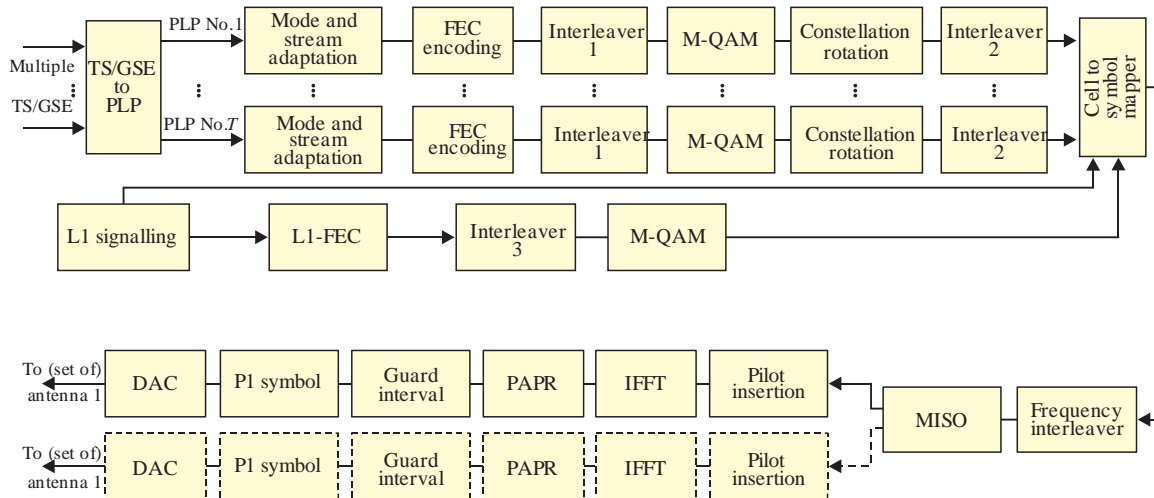 Multiple
TS/GSE
TS/GSE
to
PLP
PLP No.1
PLP No.T
Mode and
stream
adaptation
FEC
encoding
Interleaver
1
M-QAM
Constellation
rotation
Interleaver
2
Mode and
stream
adaptation
FEC
encoding
Interleaver
1
M-QAM
Constellation
rotation
Interleaver
2
Cell to
symbol
mapper
L1 signalling
L1-FEC
Interleaver
3
M-QAM
To (set of)
antenna 1
DAC
P1 symbol
Guard
interval
PAPR
IFFT
Pilot
insertion
MISO
Frequency
interleaver
To (set of)
antenna 1
DAC
P1 symbol
Guard
interval
PAPR
IFFT
Pilot
insertion